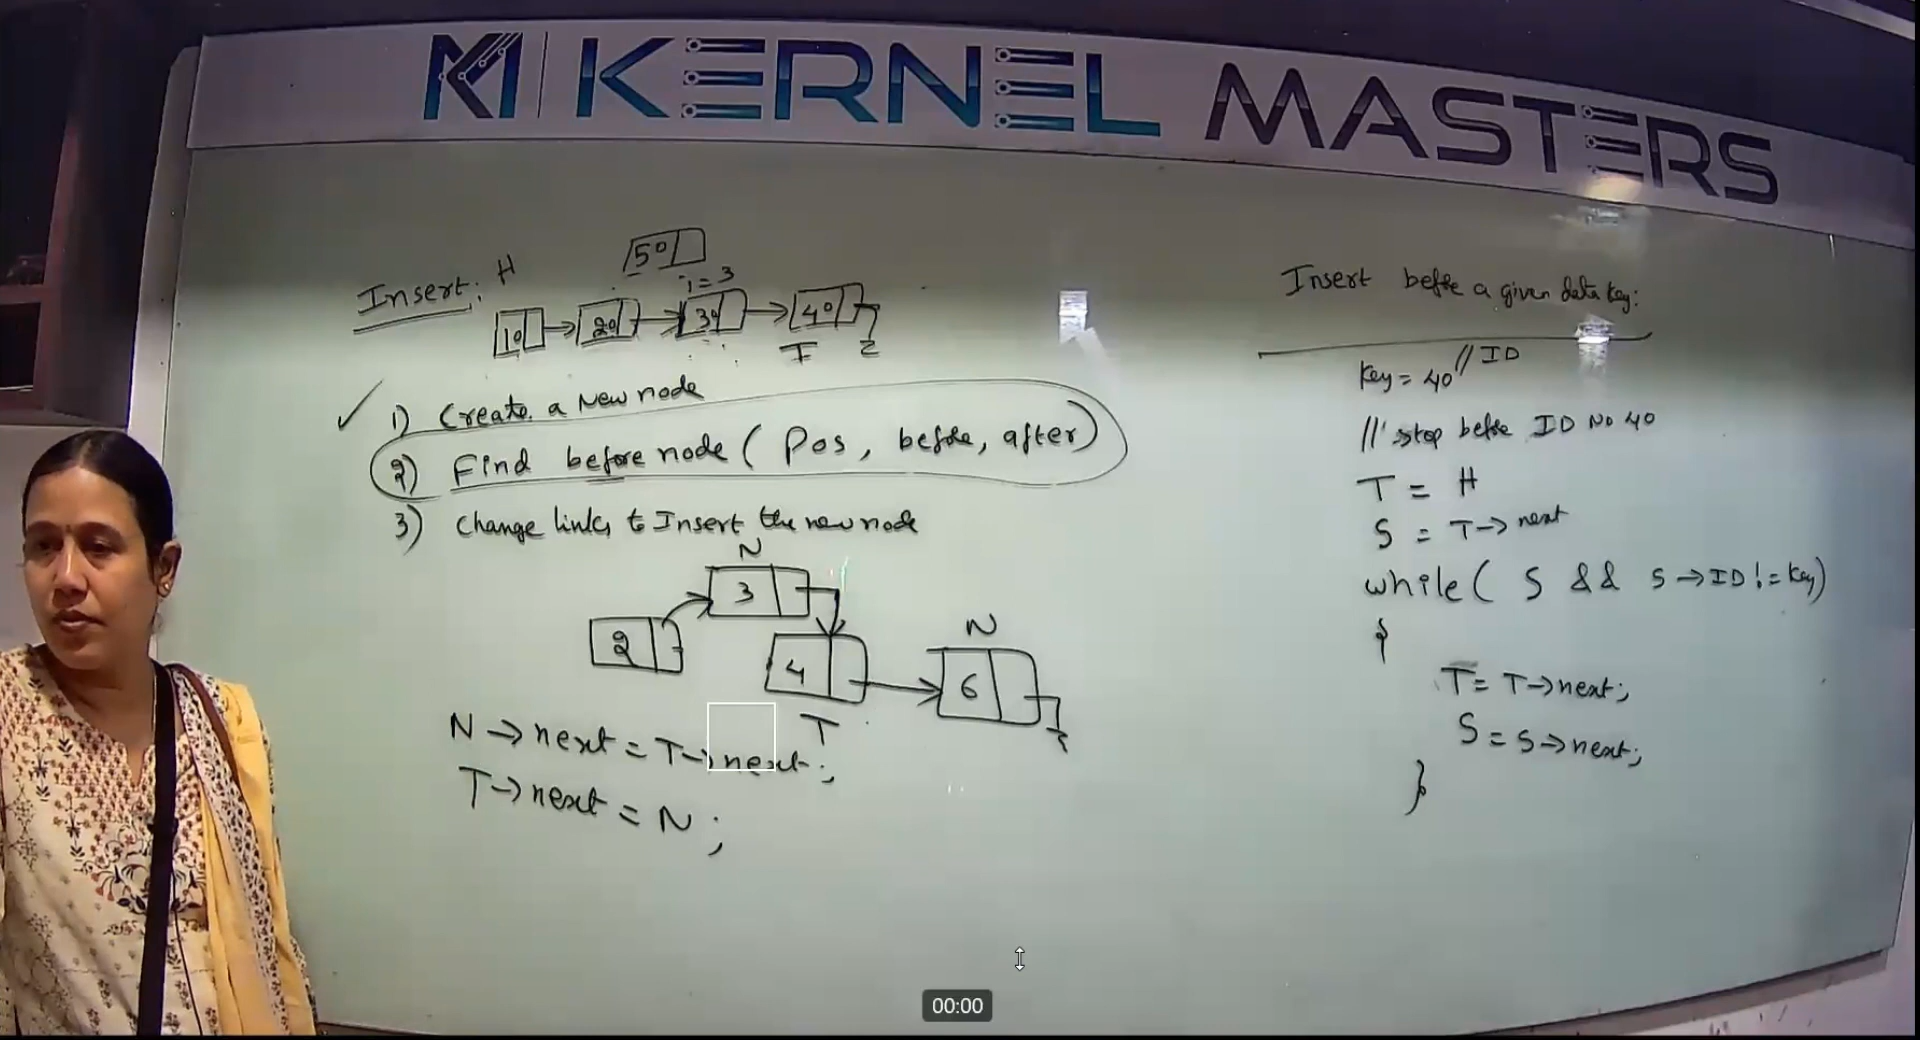 KM KERNEL MASTERS
Insert: H
50
i=3
10 → 20 → 30 → 40
T
✓ 1) Create a New node
2) Find before node ( Pos, before, after)
3) Change links to Insert the new node
N
3
2
4 → 6
N
T
N → next = T → next;
T → next = N;
Insert before a given data key:
Key = 40 // ID
// stop before ID No 40
T = H
S = T → next
while( S && S → ID != Key)
{
T = T → next;
S = S → next;
}
00:00